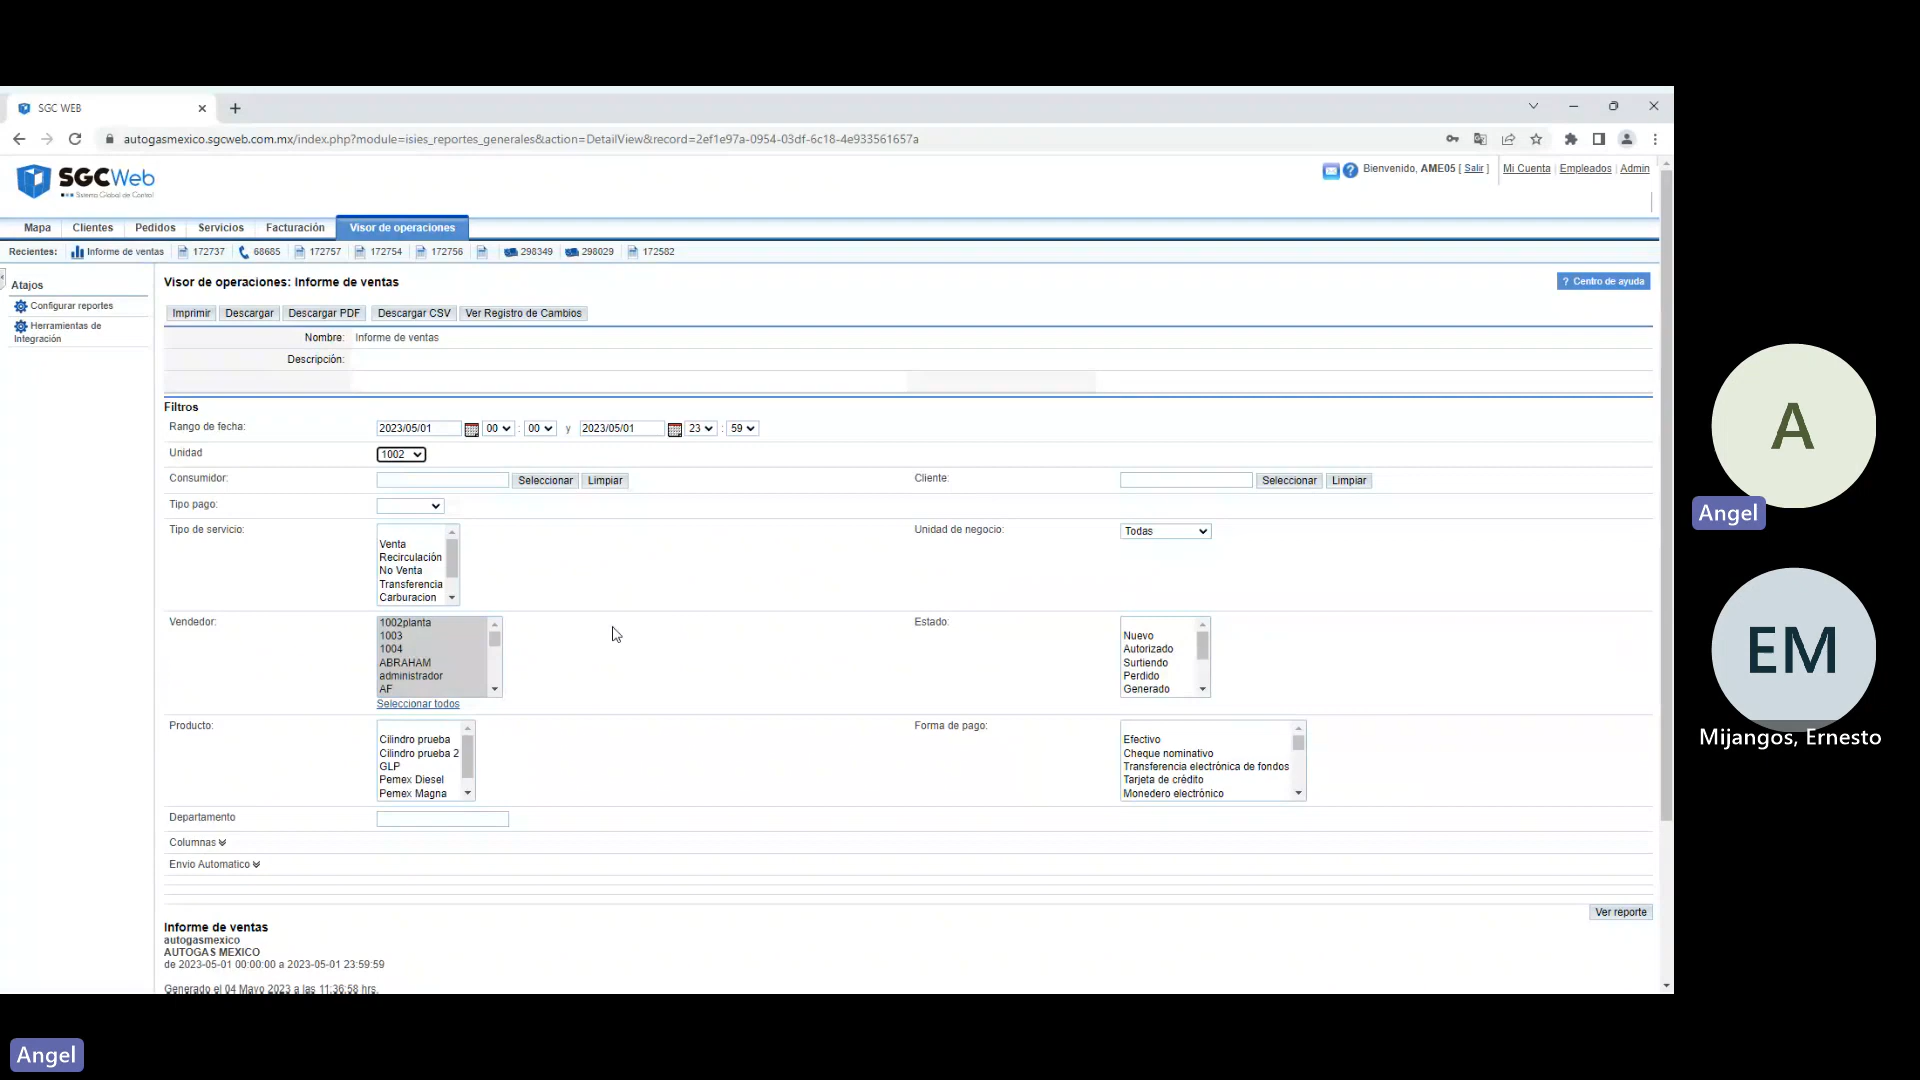 SGC WEB
autogasmexico.sgcweb.com.mx/index.php?module=isies_reportes_generales&action=DetailView&record=2ef1e97a-0954-03df-6c18-4e933561657a
SGCWeb
Sistema Global de Control
Bienvenido, AME05 [ Salir ] Mi Cuenta Empleados Admin
Mapa Clientes Pedidos Servicios Facturación Visor de operaciones
Recientes: Informe de ventas 172737 68685 172757 172754 172756 298349 298029 172582
Atajos
Configurar reportes
Herramientas de
Integración
Visor de operaciones: Informe de ventas
? Centro de ayuda
Imprimir Descargar Descargar PDF Descargar CSV Ver Registro de Cambios
Nombre: Informe de ventas
Descripción:
Filtros
Rango de fecha: 2023/05/01 00 : 00 y 2023/05/01 23 : 59
Unidad 1002
Consumidor: Seleccionar Limpiar Cliente: Seleccionar Limpiar
Tipo pago:
Tipo de servicio: Unidad de negocio: Todas
Venta
Recirculación
No Venta
Transferencia
Carburacion
Vendedor: Estado:
1002planta
1003 Nuevo
1004 Autorizado
ABRAHAM Surtiendo
administrador Perdido
AF Generado
Seleccionar todos
Producto: Forma de pago:
Cilindro prueba Efectivo
Cilindro prueba 2 Cheque nominativo
GLP Transferencia electrónica de fondos
Pemex Diesel Tarjeta de crédito
Pemex Magna Monedero electrónico
Departamento
Columnas
Envio Automatico
Ver reporte
Informe de ventas
autogasmexico
AUTOGAS MEXICO
de 2023-05-01 00:00:00 a 2023-05-01 23:59:59
Generado el 04 Mayo 2023 a las 11:36:58 hrs.
A
Angel
EM
Mijangos, Ernesto
Angel